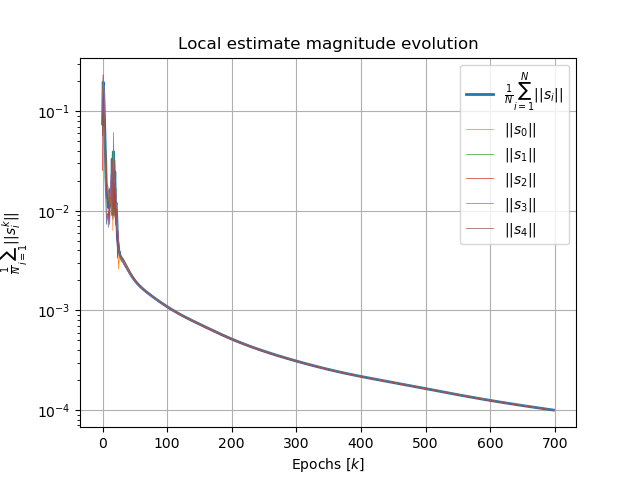 Local estimate magnitude evolution
10⁻¹
10⁻²
10⁻³
10⁻⁴
0 100 200 300 400 500 600 700
Epochs [k]
1/N ∑_{i=1} ||s_i^k||
1/N ∑_{i=1}^{N} ||s_i||
||s_0||
||s_1||
||s_2||
||s_3||
||s_4||